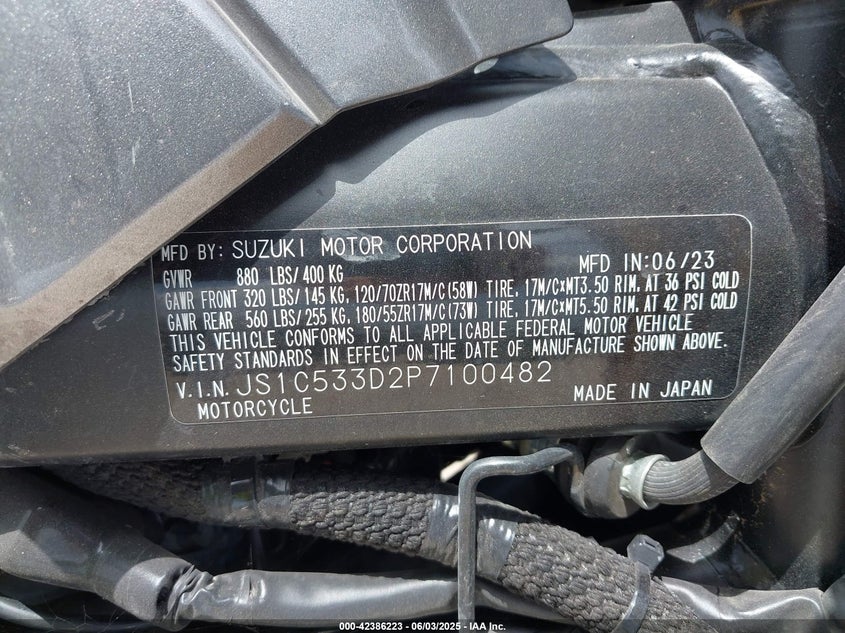 MFD BY: SUZUKI MOTOR CORPORATION MFD IN:06/23
GVWR 880 LBS/400 KG
GAWR FRONT 320 LBS/145 KG, 120/70ZR17M/C(58W) TIRE, 17M/C×MT3.50 RIM, AT 36 PSI COLD
GAWR REAR 560 LBS/255 KG, 180/55ZR17M/C(73W) TIRE, 17M/C×MT5.50 RIM, AT 42 PSI COLD
THIS VEHICLE CONFORMS TO ALL APPLICABLE FEDERAL MOTOR VEHICLE
SAFETY STANDARDS IN EFFECT ON THE DATE OF MANUFACTURE SHOWN ABOVE.
V.I.N. JS1C533D2P7100482
MOTORCYCLE MADE IN JAPAN
000-42386223 - 06/03/2025 - IAA Inc.